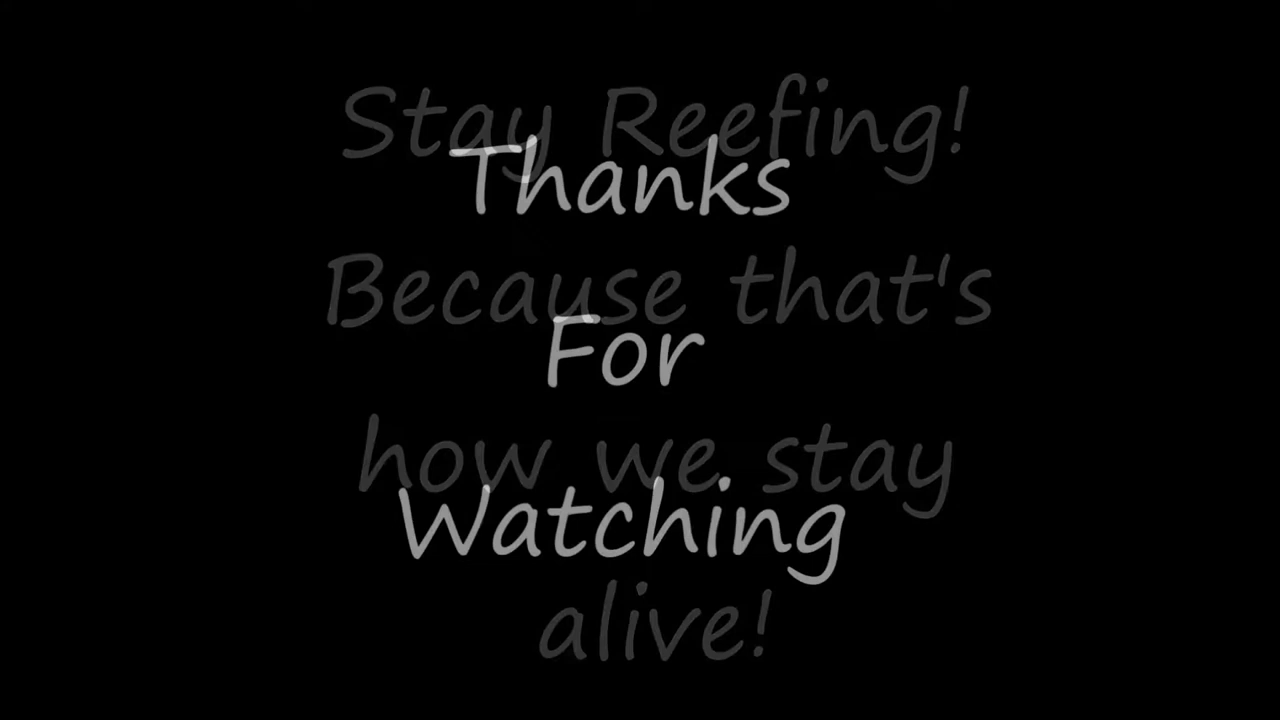 Stay Reefing!
Thanks
Because that's
For
how we stay
Watching
alive!